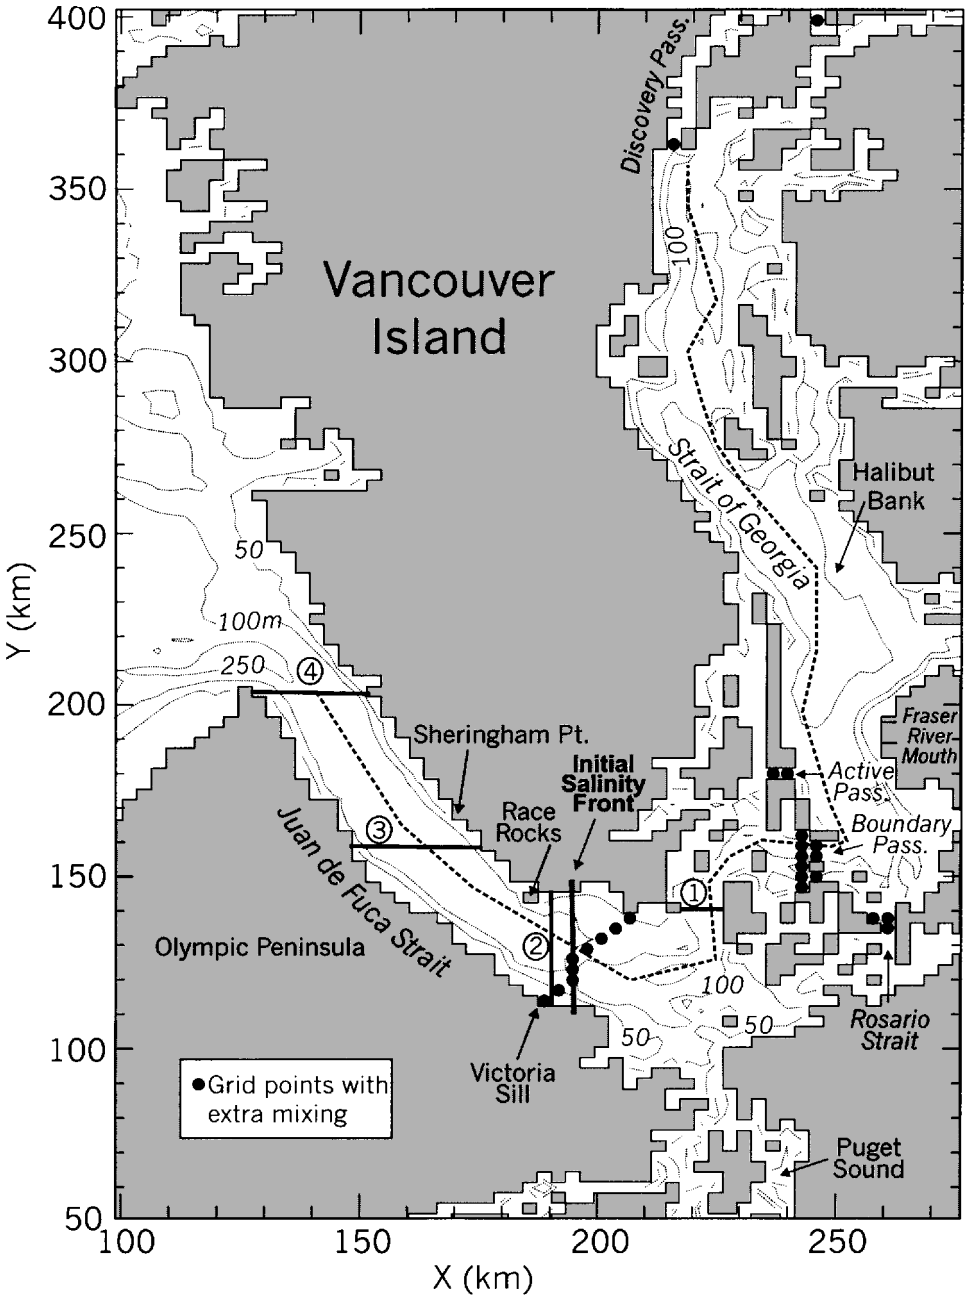 400
350
300
250
200
150
100
50
Y (km)
100
150
200
250
X (km)
Discovery Pass.
100
Vancouver
Island
Strait of Georgia
Halibut
Bank
50
100m
250
4
Sheringham Pt.
Initial
Salinity
Front
Race
Rocks
Fraser
River
Mouth
Active
Pass.
Boundary
Pass.
3
Juan de Fuca Strait
1
2
Olympic Peninsula
100
50
50
Rosario
Strait
Victoria
Sill
Grid points with
extra mixing
Puget
Sound